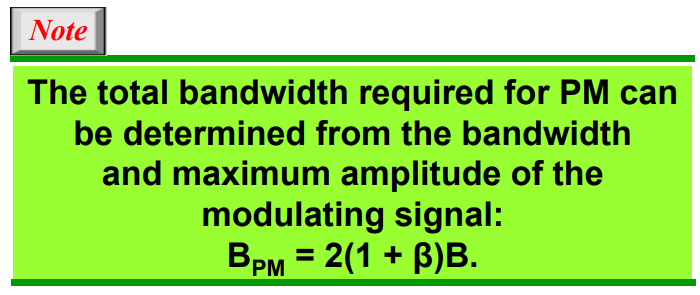 Note
The total bandwidth required for PM can
be determined from the bandwidth
and maximum amplitude of the
modulating signal:
BPM = 2(1 + β)B.